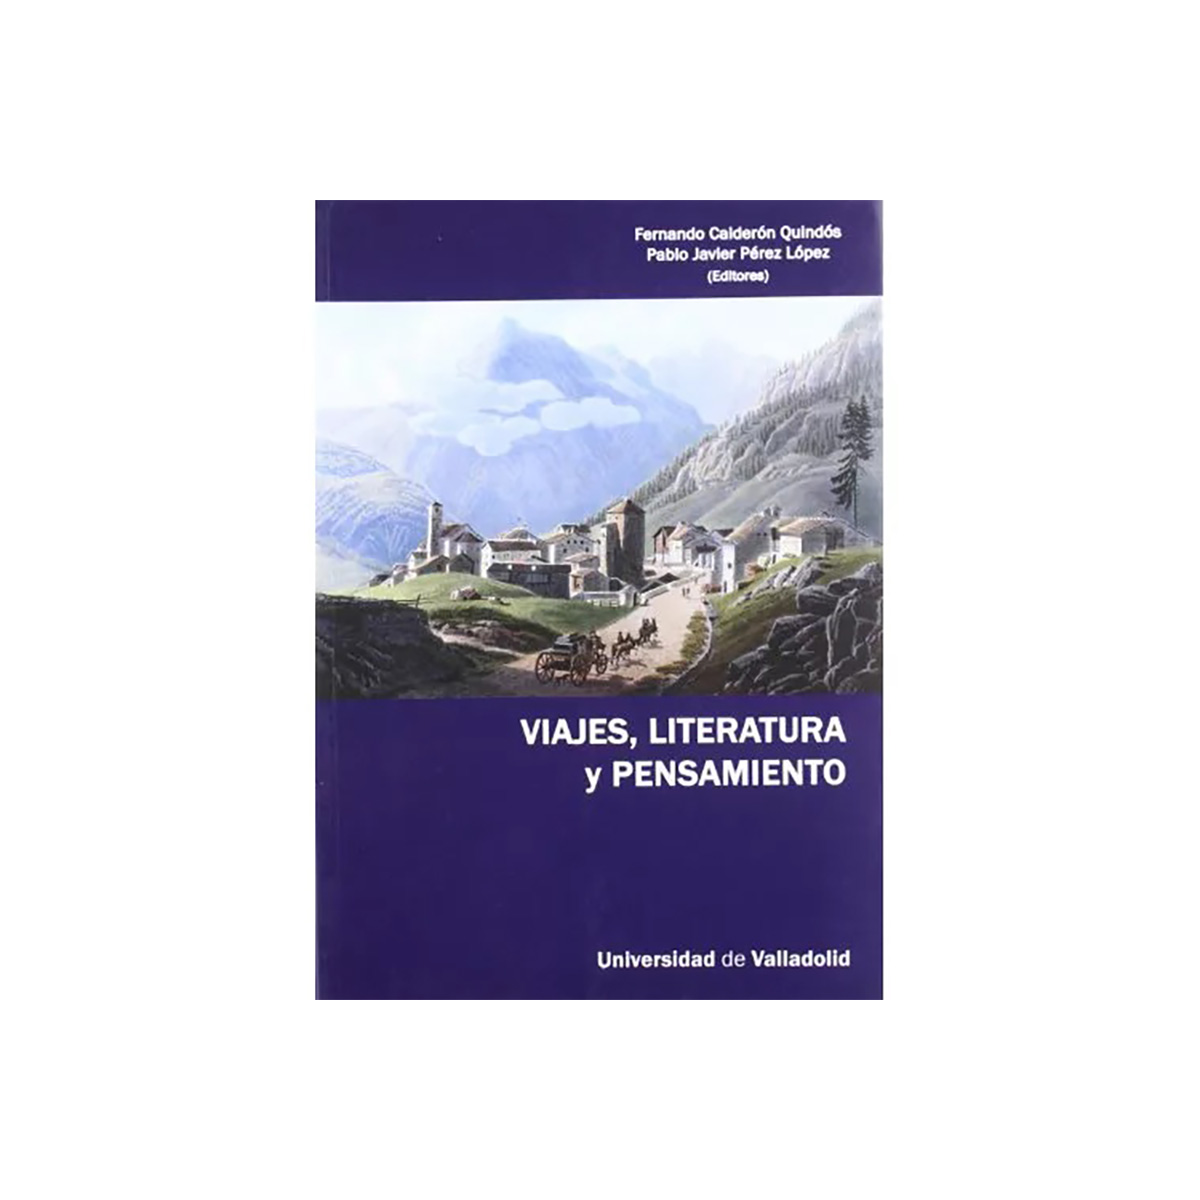 Fernando Calderón Quindós
Pablo Javier Pérez López
(Editores)
VIAJES, LITERATURA
y PENSAMIENTO
Universidad de Valladolid